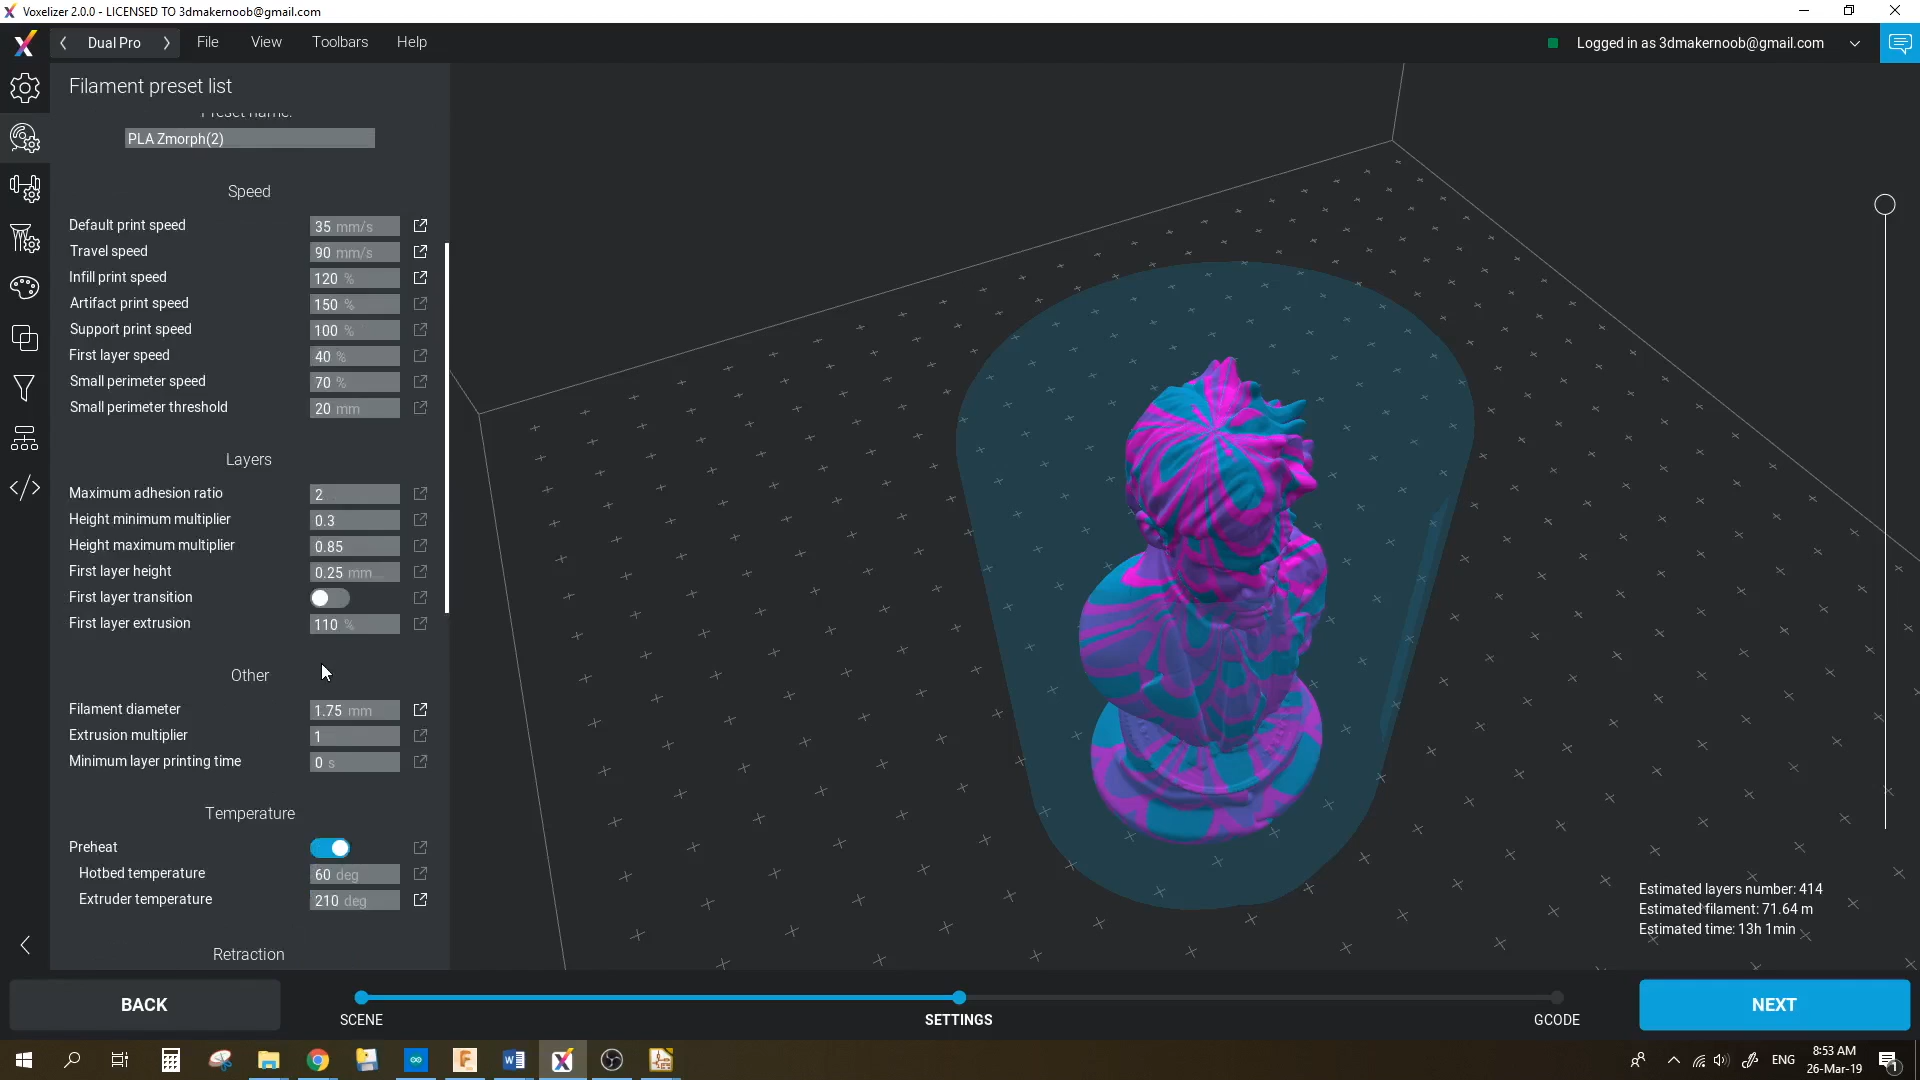 Voxelizer 2.0.0 - LICENSED TO 3dmakernoob@gmail.com
Dual Pro
File
View
Toolbars
Help
Logged in as 3dmakernoob@gmail.com
Filament preset list
Preset name:
PLA Zmorph(2)
Speed
Default print speed 35 mm/s
Travel speed 90 mm/s
Infill print speed 120 %
Artifact print speed 150 %
Support print speed 100 %
First layer speed 40 %
Small perimeter speed 70 %
Small perimeter threshold 20 mm
Layers
Maximum adhesion ratio 2
Height minimum multiplier 0.3
Height maximum multiplier 0.85
First layer height 0.25 mm
First layer transition
First layer extrusion 110 %
Other
Filament diameter 1.75 mm
Extrusion multiplier 1
Minimum layer printing time 0 s
Temperature
Preheat
Hotbed temperature 60 deg
Extruder temperature 210 deg
Retraction
Estimated layers number: 414
Estimated filament: 71.64 m
Estimated time: 13h 1min
BACK
SCENE
SETTINGS
GCODE
NEXT
ENG
8:53 AM
26-Mar-19
1